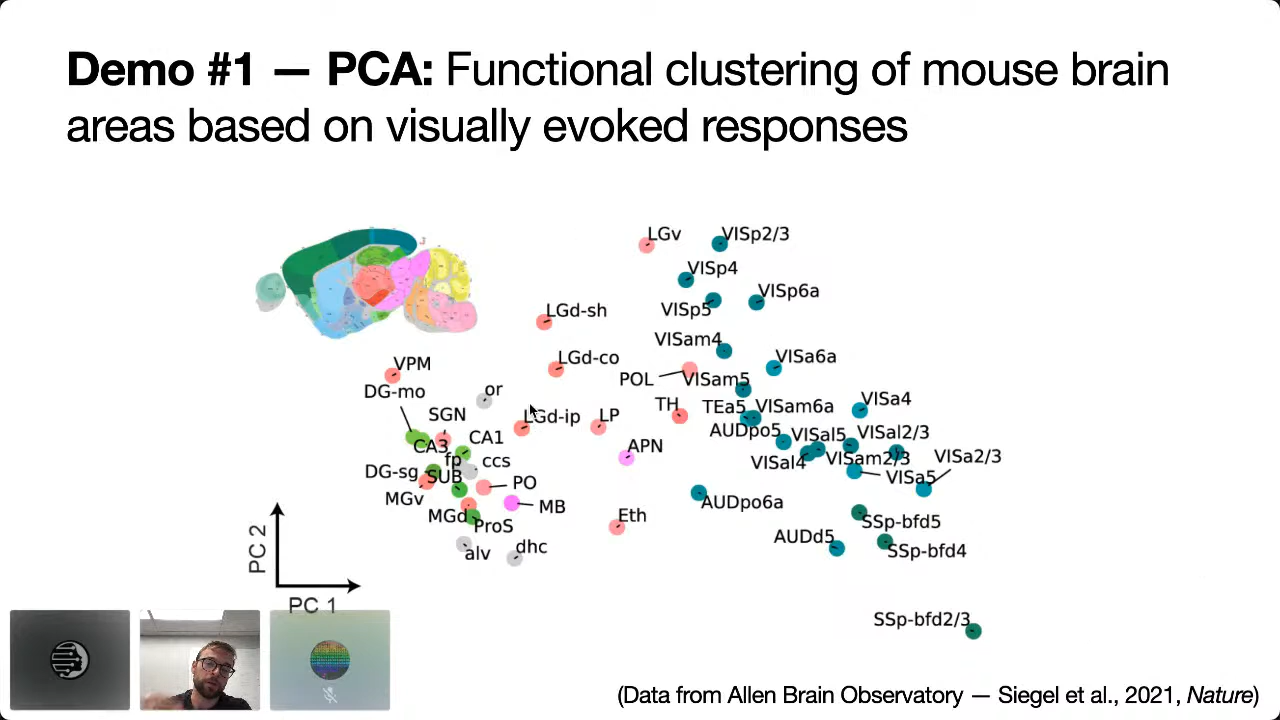 Demo #1 — PCA: Functional clustering of mouse brain
areas based on visually evoked responses
LGv
VISp2/3
VISp4
VISp6a
VISp5
LGd-sh
VISam4
LGd-co
VISa6a
VPM
POL
VISam5
DG-mo
or
VISa4
SGN
LGd-ip
LP
TH
TEa5
VISam6a
CA3
CA1
AUDpo5
VISal5
VISal2/3
fp
ccs
APN
VISal4
VISam2/3
VISa2/3
DG-sg
SUB
PO
VISa5
MGv
MB
AUDpo6a
MGd
ProS
Eth
SSp-bfd5
AUDd5
alv
dhc
SSp-bfd4
PC 2
PC 1
SSp-bfd2/3
(Data from Allen Brain Observatory — Siegel et al., 2021, Nature)